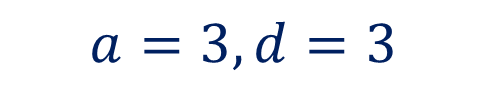 a = 3, d = 3